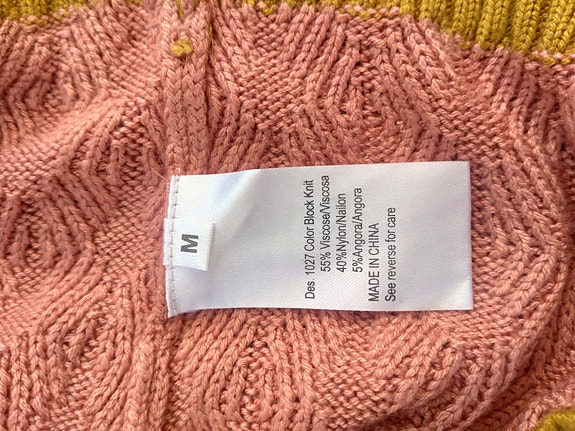 M
Des 1027 Color Block Knit
55% Viscose/Viscosa
40%Nylon/Nailon
5%Angora/Angora
MADE IN CHINA
See reverse for care